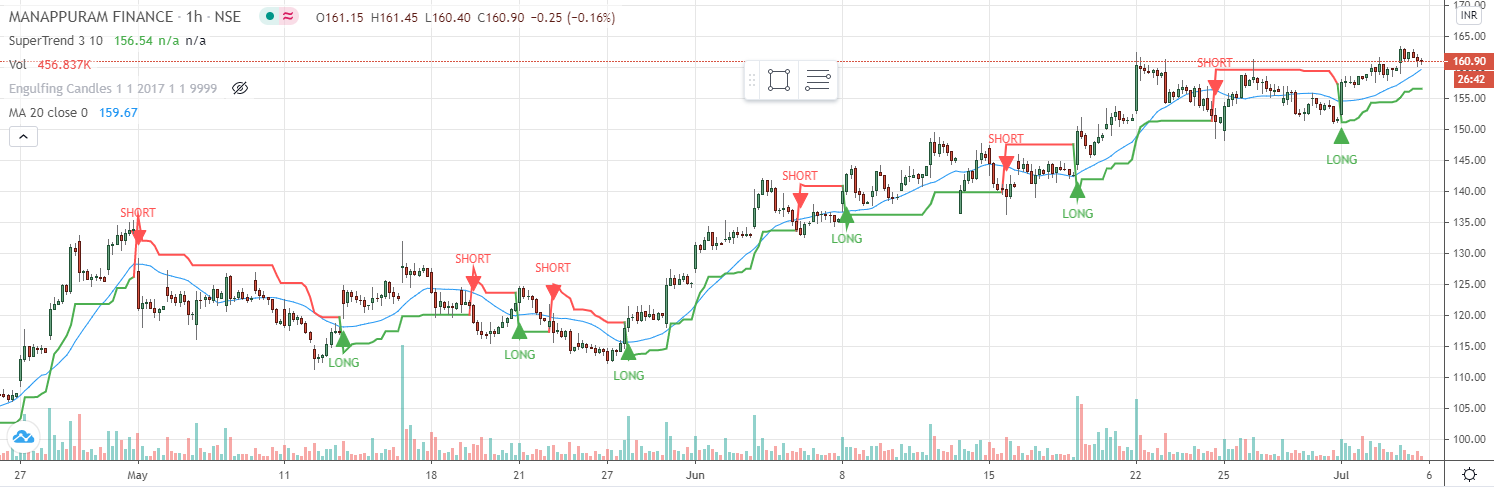 MANAPPURAM FINANCE · 1h · NSE O161.15 H161.45 L160.40 C160.90 −0.25 (−0.16%)
SuperTrend 3 10 156.54 n/a n/a
Vol 456.837K
Engulfing Candles 1 1 2017 1 1 9999
MA 20 close 0 159.67
SHORT
LONG
SHORT
LONG
SHORT
LONG
SHORT
LONG
SHORT
LONG
SHORT
LONG
170.00
INR
165.00
160.90
26:42
155.00
150.00
145.00
140.00
135.00
130.00
125.00
120.00
115.00
110.00
105.00
100.00
27 May 11 18 21 27 Jun 8 15 22 25 Jul 6